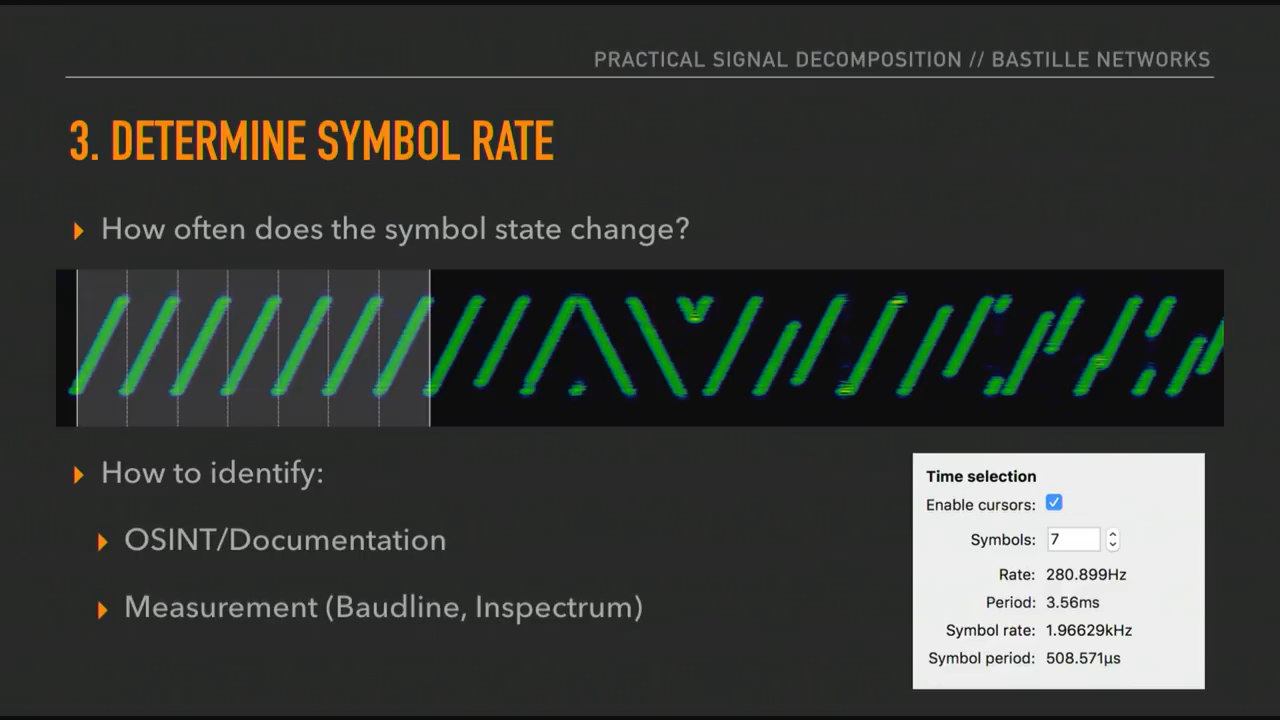 PRACTICAL SIGNAL DECOMPOSITION // BASTILLE NETWORKS
3. DETERMINE SYMBOL RATE
How often does the symbol state change?
How to identify:
OSINT/Documentation
Measurement (Baudline, Inspectrum)
Time selection
Enable cursors:
Symbols: 7
Rate: 280.899Hz
Period: 3.56ms
Symbol rate: 1.96629kHz
Symbol period: 508.571µs